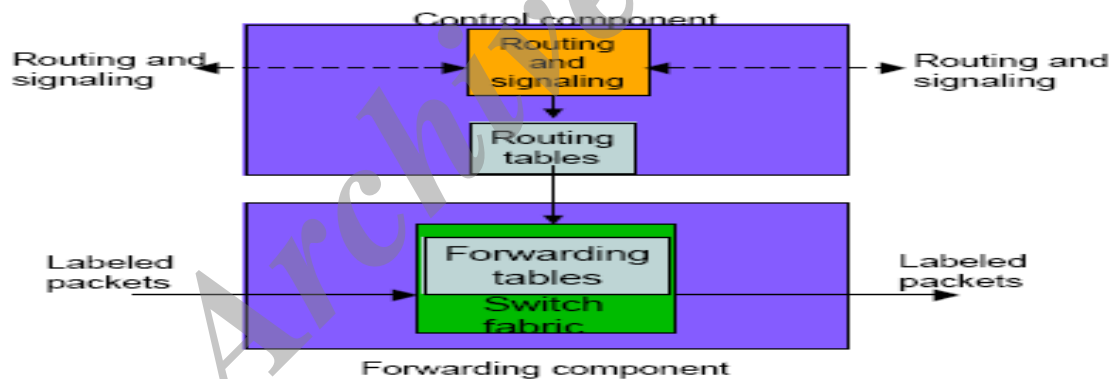 Control component
Routing and
signaling
Routing
and
signaling
Routing and
signaling
Routing
tables
Labeled
packets
Forwarding
tables
Switch
fabric
Labeled
packets
Forwarding component
Archive